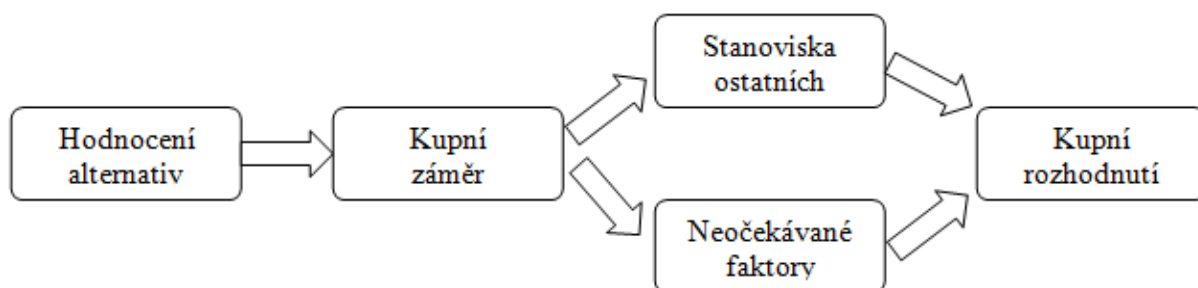 Hodnocení
alternativ
Kupní
záměr
Stanoviska
ostatních
Neočekávané
faktory
Kupní
rozhodnutí